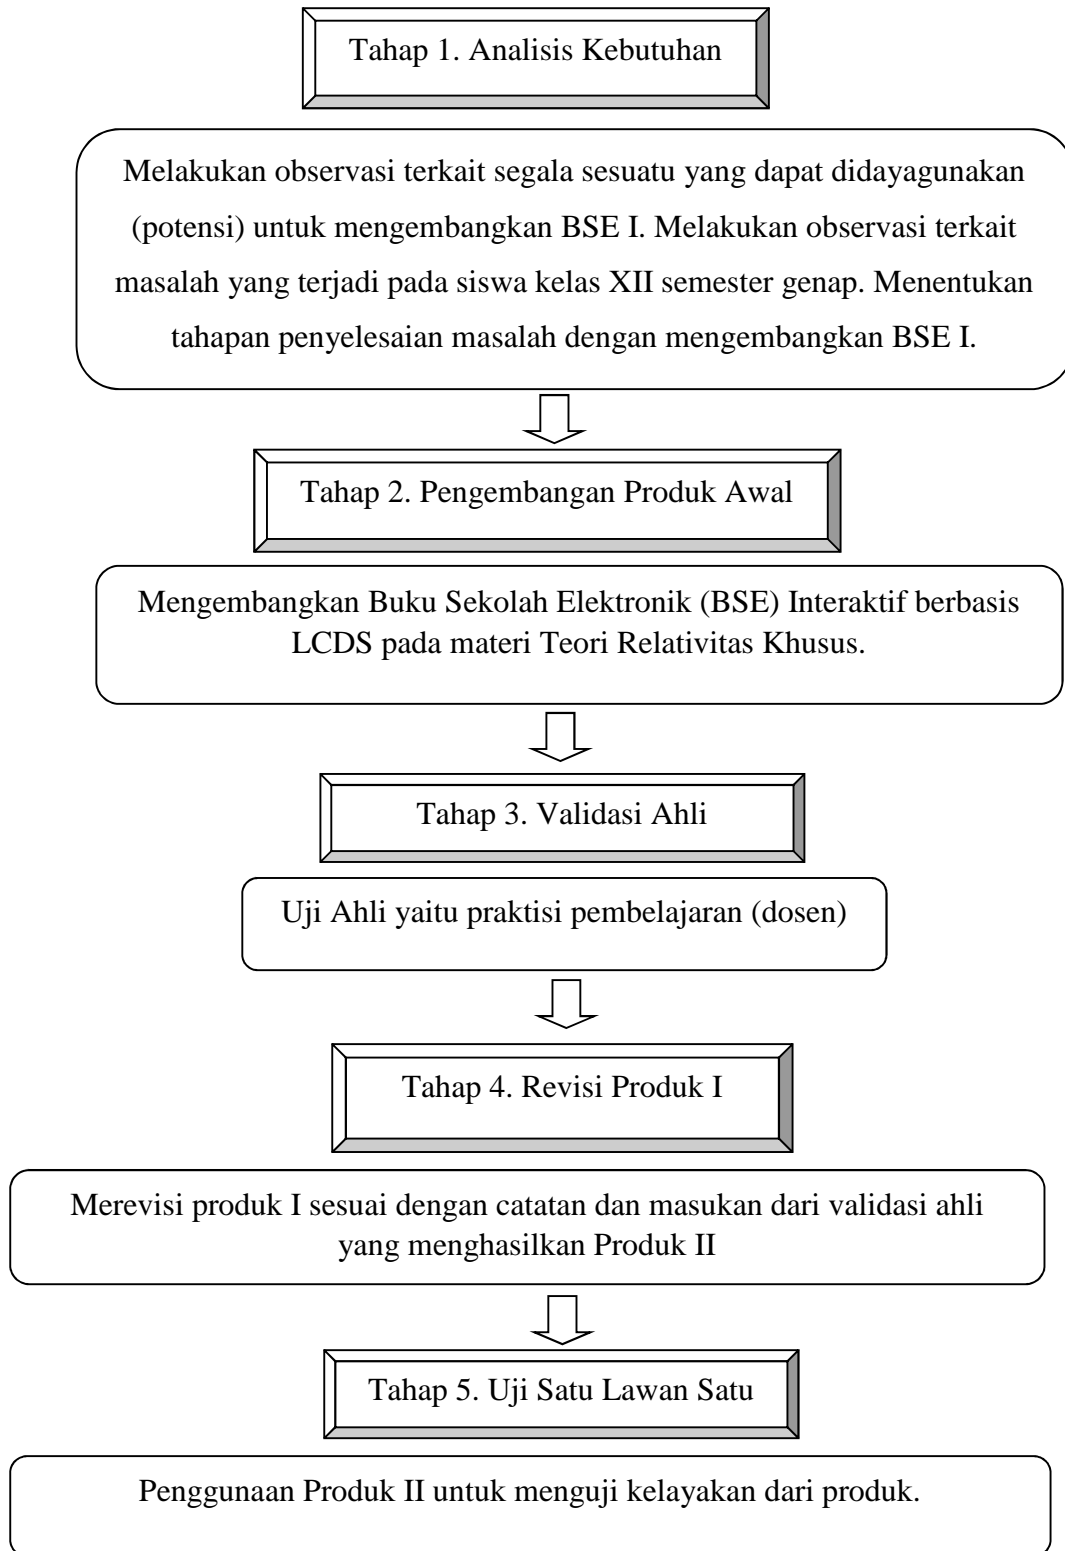 Tahap 1. Analisis Kebutuhan
Melakukan observasi terkait segala sesuatu yang dapat didayagunakan
(potensi) untuk mengembangkan BSE I. Melakukan observasi terkait
masalah yang terjadi pada siswa kelas XII semester genap. Menentukan
tahapan penyelesaian masalah dengan mengembangkan BSE I.
Tahap 2. Pengembangan Produk Awal
Mengembangkan Buku Sekolah Elektronik (BSE) Interaktif berbasis
LCDS pada materi Teori Relativitas Khusus.
Tahap 3. Validasi Ahli
Uji Ahli yaitu praktisi pembelajaran (dosen)
Tahap 4. Revisi Produk I
Merevisi produk I sesuai dengan catatan dan masukan dari validasi ahli
yang menghasilkan Produk II
Tahap 5. Uji Satu Lawan Satu
Penggunaan Produk II untuk menguji kelayakan dari produk.